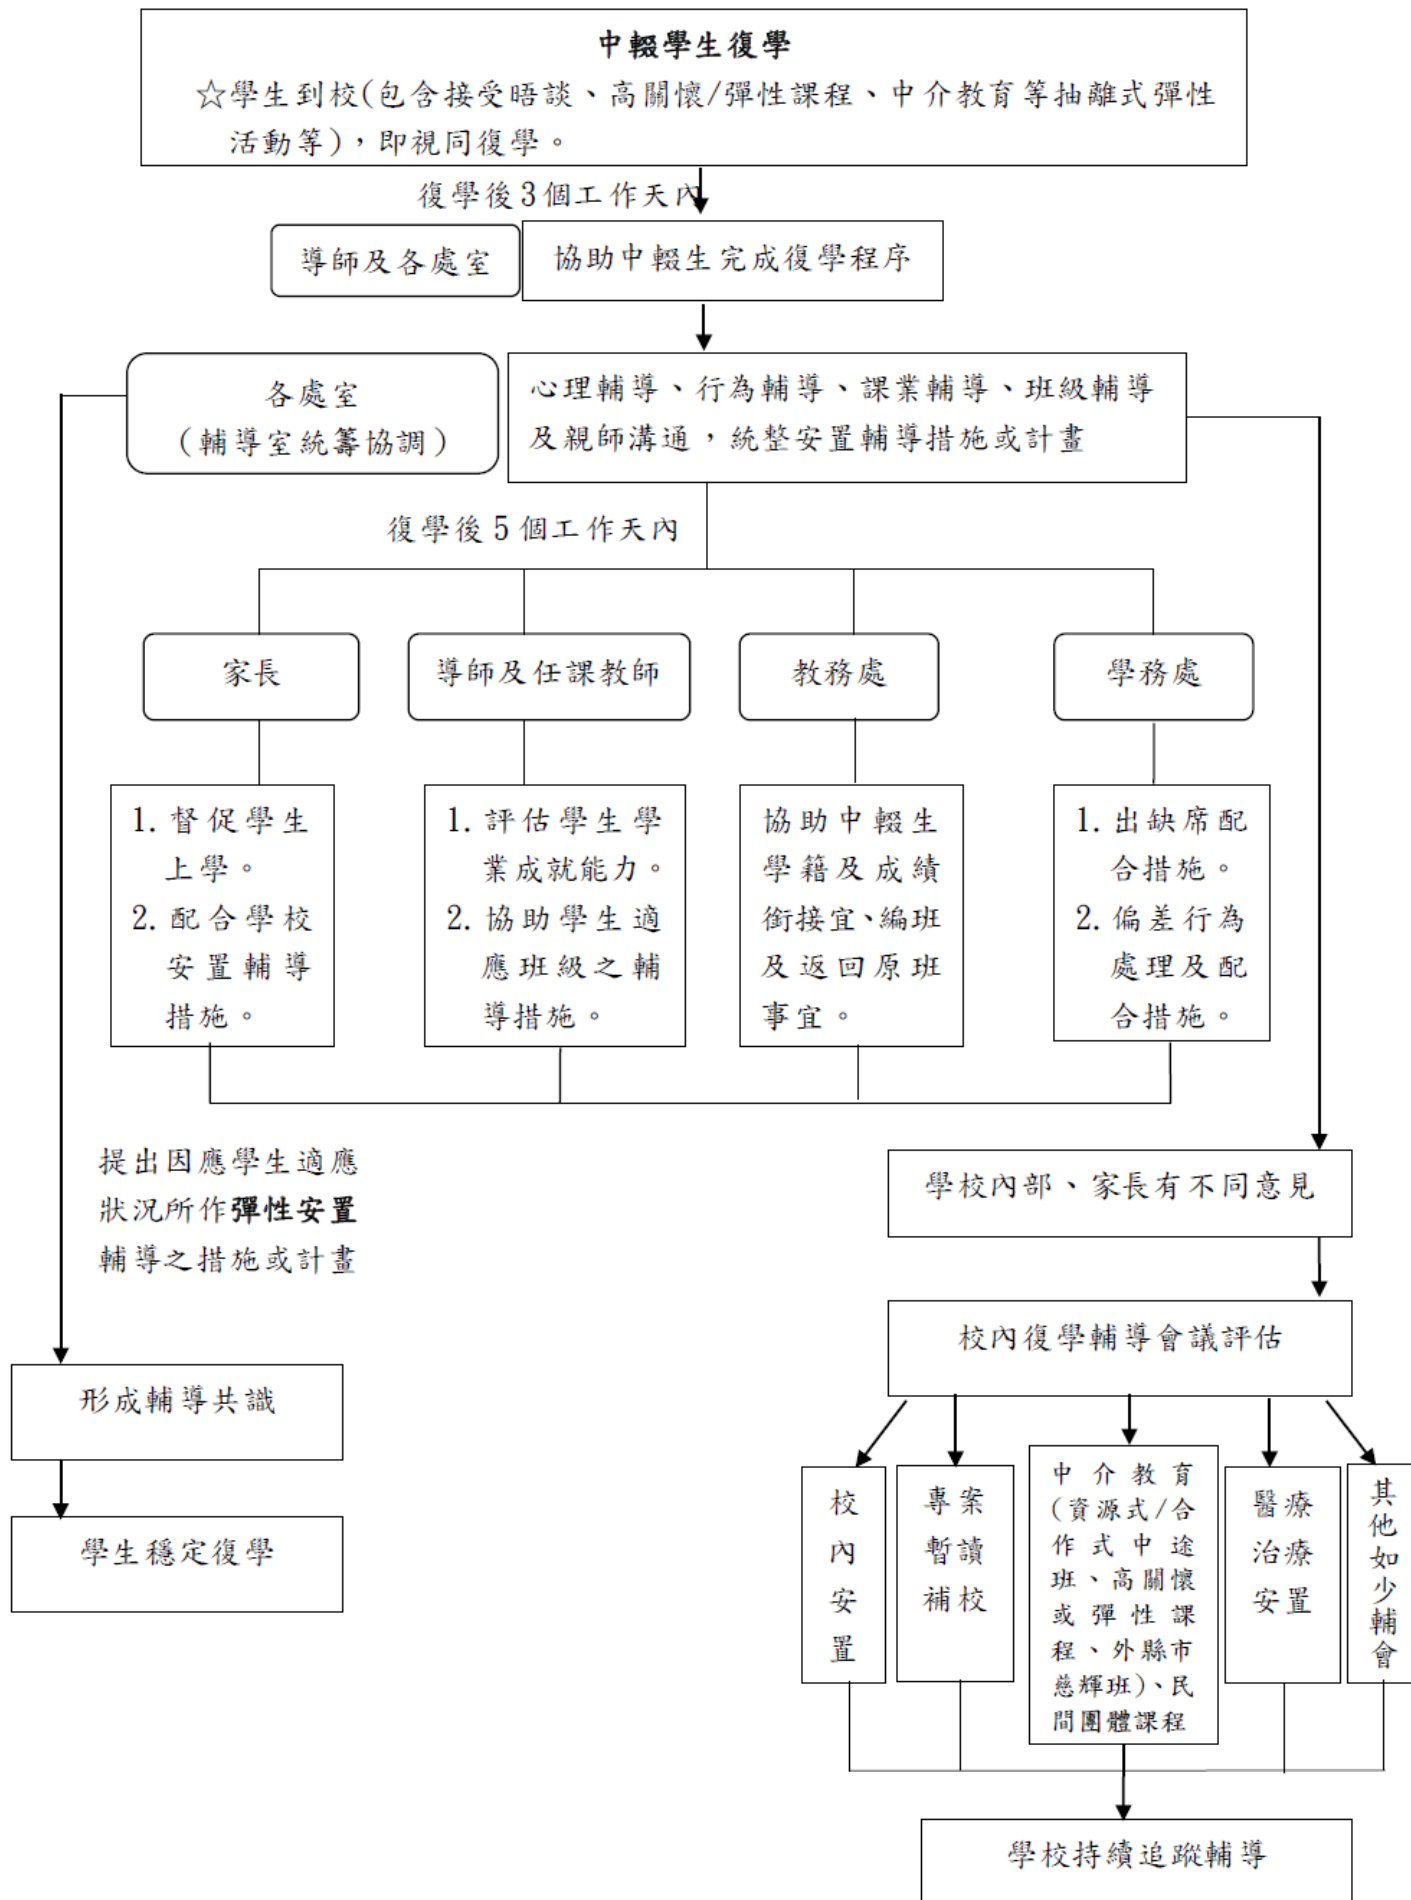 中輟學生復學
☆學生到校(包含接受晤談、高關懷/彈性課程、中介教育等抽離式彈性
活動等)，即視同復學。
復學後3個工作天內
導師及各處室
協助中輟生完成復學程序
各處室
(輔導室統籌協調)
心理輔導、行為輔導、課業輔導、班級輔導
及親師溝通，統整安置輔導措施或計畫
復學後5個工作天內
家長
導師及任課教師
教務處
學務處
1. 督促學生
上學。
2. 配合學校
安置輔導
措施。
1. 評估學生學
業成就能力。
2. 協助學生適
應班級之輔
導措施。
協助中輟生
學籍及成績
銜接宜、編班
及返回原班
事宜。
1. 出缺席配
合措施。
2. 偏差行為
處理及配
合措施。
提出因應學生適應
狀況所作彈性安置
輔導之措施或計畫
學校內部、家長有不同意見
校內復學輔導會議評估
形成輔導共識
學生穩定復學
校
內
安
置
專案
暫讀
補校
中介教育
(資源式/合
作式中途
班、高關懷
或彈性課
程、外縣市
慈輝班)、民
間團體課程
醫療
治療
安置
其
他
如
少
輔
會
學校持續追蹤輔導